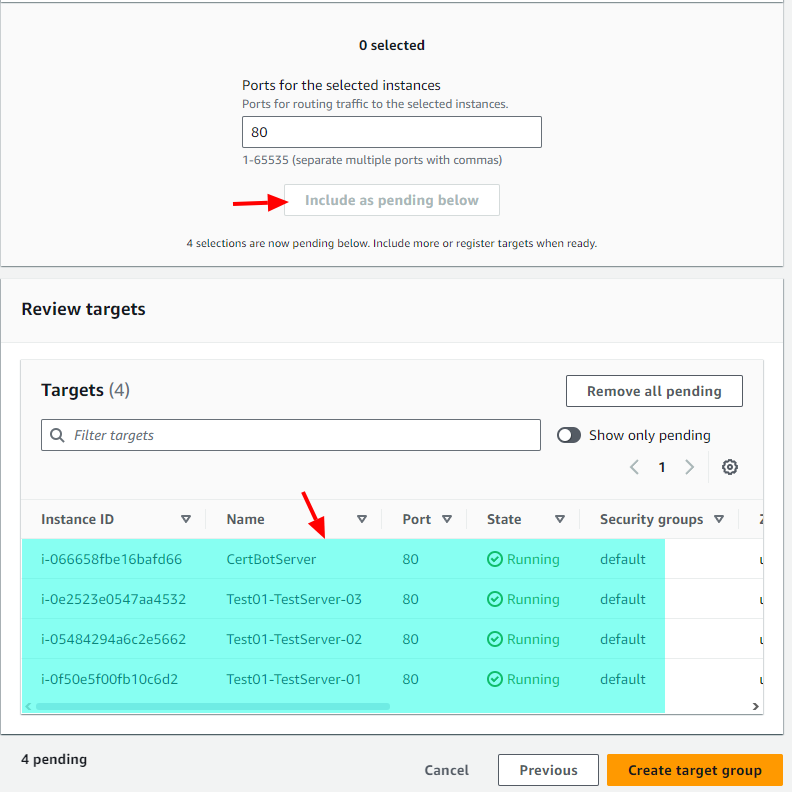 0 selected
Ports for the selected instances
Ports for routing traffic to the selected instances.
80
1-65535 (separate multiple ports with commas)
Include as pending below
4 selections are now pending below. Include more or register targets when ready.
Review targets
Targets (4)
Remove all pending
Filter targets
Show only pending
1
Instance ID Name Port State Security groups
i-066658fbe16bafd66 CertBotServer 80 Running default
i-0e2523e0547aa4532 Test01-TestServer-03 80 Running default
i-05484294a6c2e5662 Test01-TestServer-02 80 Running default
i-0f50e5f00fb10c6d2 Test01-TestServer-01 80 Running default
4 pending
Cancel Previous Create target group